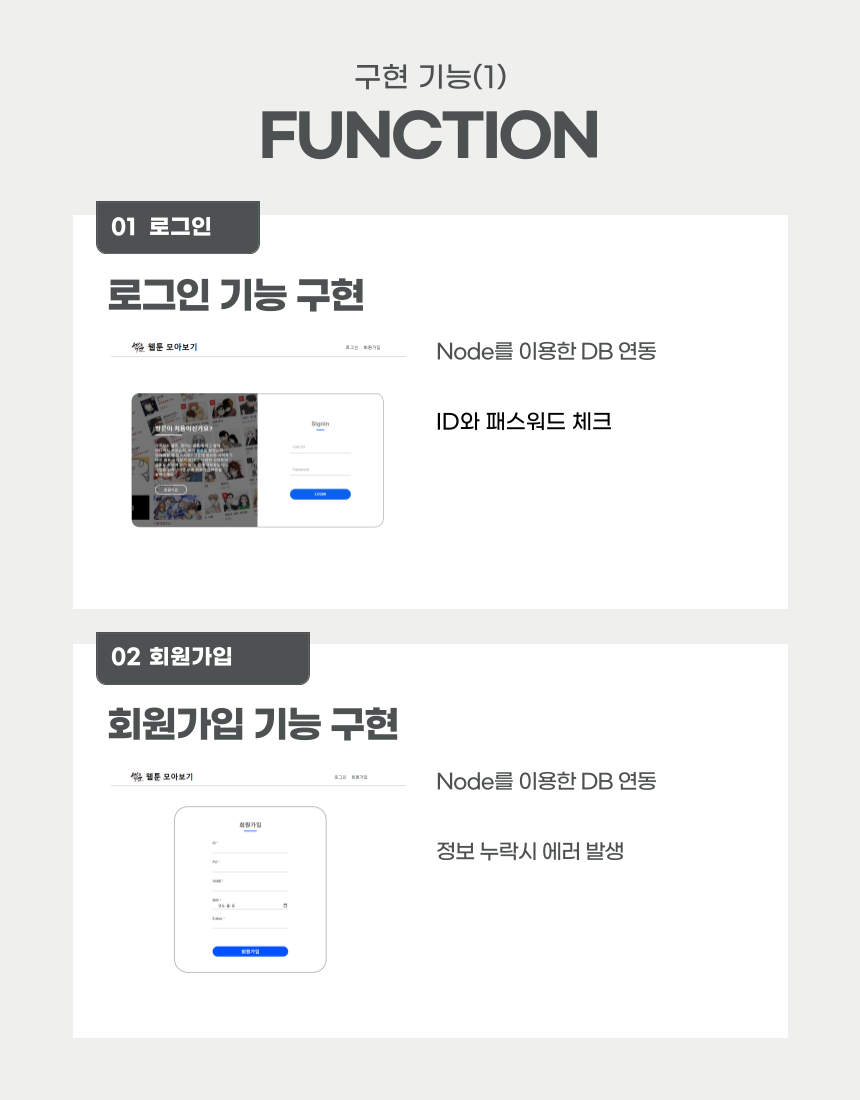 구현 기능(1)
FUNCTION
01 로그인
로그인 기능 구현
웹툰 모아보기
로그인 회원가입
웹툰이 처음이신가요?
회원가입
SignIn
User ID
Password
LOGIN
Node를 이용한 DB 연동
ID와 패스워드 체크
02 회원가입
회원가입 기능 구현
웹툰 모아보기
로그인 회원가입
회원가입
ID *
PW *
NAME *
회원가입
Node를 이용한 DB 연동
정보 누락시 에러 발생